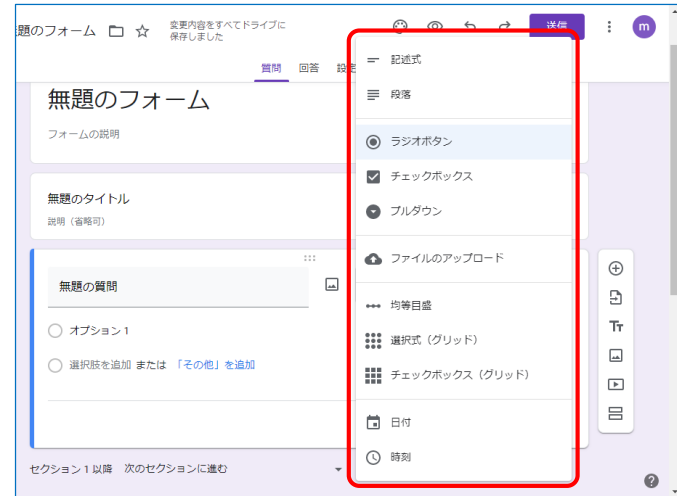 題のフォーム
変更内容をすべてドライブに
保存しました
送信
m
質問 回答 設定
無題のフォーム
フォームの説明
無題のタイトル
説明（省略可）
無題の質問
オプション 1
選択肢を追加 または 「その他」を追加
セクション 1 以降 次のセクションに進む
記述式
段落
ラジオボタン
チェックボックス
プルダウン
ファイルのアップロード
均等目盛
選択式（グリッド）
チェックボックス（グリッド）
日付
時刻
Tт